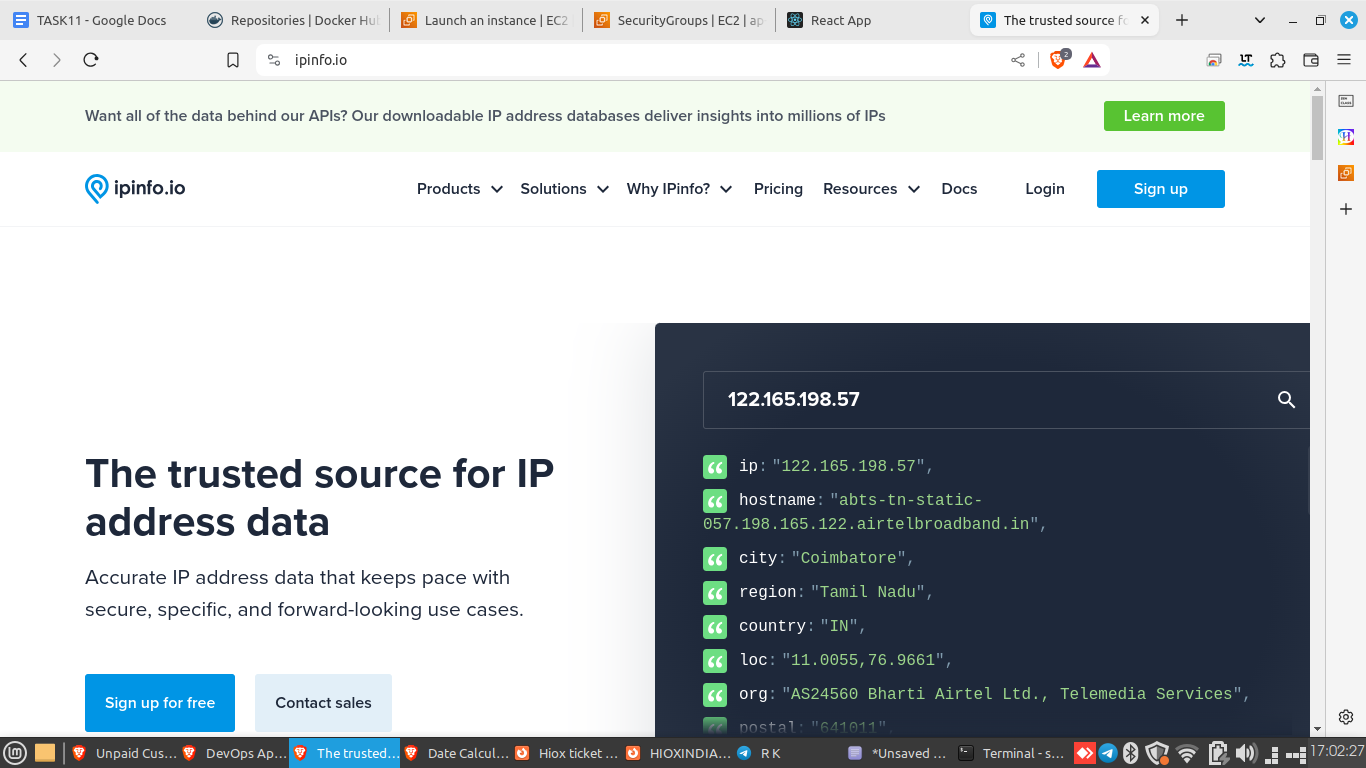 TASK11 - Google Docs
Repositories | Docker Hu
Launch an instance | EC2
SecurityGroups | EC2 | ap
React App
The trusted source fo
ipinfo.io
2
LT
Want all of the data behind our APIs? Our downloadable IP address databases deliver insights into millions of IPs
Learn more
ipinfo.io
Products
Solutions
Why IPinfo?
Pricing
Resources
Docs
Login
Sign up
122.165.198.57
The trusted source for IP
address data
Accurate IP address data that keeps pace with
secure, specific, and forward-looking use cases.
Sign up for free
Contact sales
ip: "122.165.198.57",
hostname: "abts-tn-static-
057.198.165.122.airtelbroadband.in",
city: "Coimbatore",
region: "Tamil Nadu",
country: "IN",
loc: "11.0055,76.9661",
org: "AS24560 Bharti Airtel Ltd., Telemedia Services",
postal: "641011",
Unpaid Cus...
DevOps Ap...
The trusted...
Date Calcul...
Hiox ticket ...
HIOXINDIA...
R K
*Unsaved ...
Terminal - s...
17:02:27